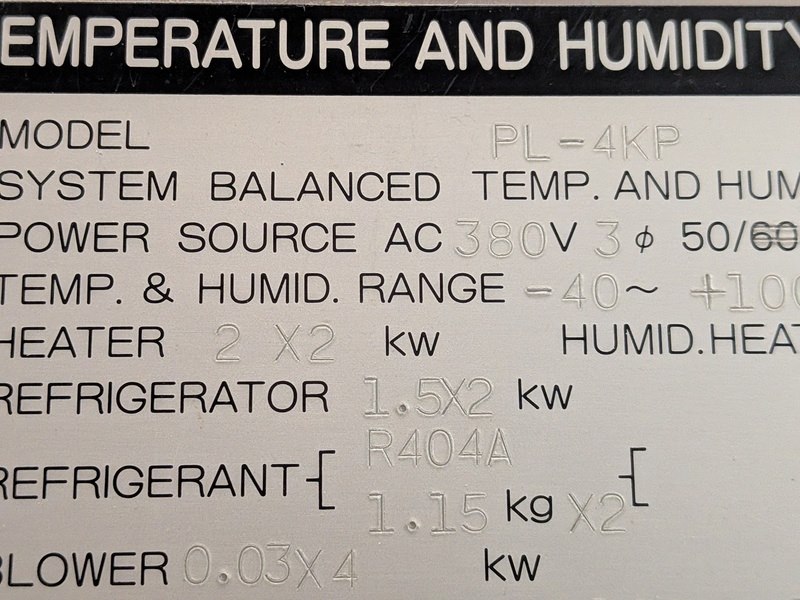 EMPERATURE AND HUMIDITY
MODEL PL-4KP
SYSTEM BALANCED TEMP. AND HUM
POWER SOURCE AC 380V 3 φ 50/60
TEMP. & HUMID. RANGE -40~ +100
HEATER 2 X2 kw HUMID.HEAT
REFRIGERATOR 1.5X2 kw
R404A
REFRIGERANT{ [
1.15 kg X2
BLOWER 0.03X4 kw